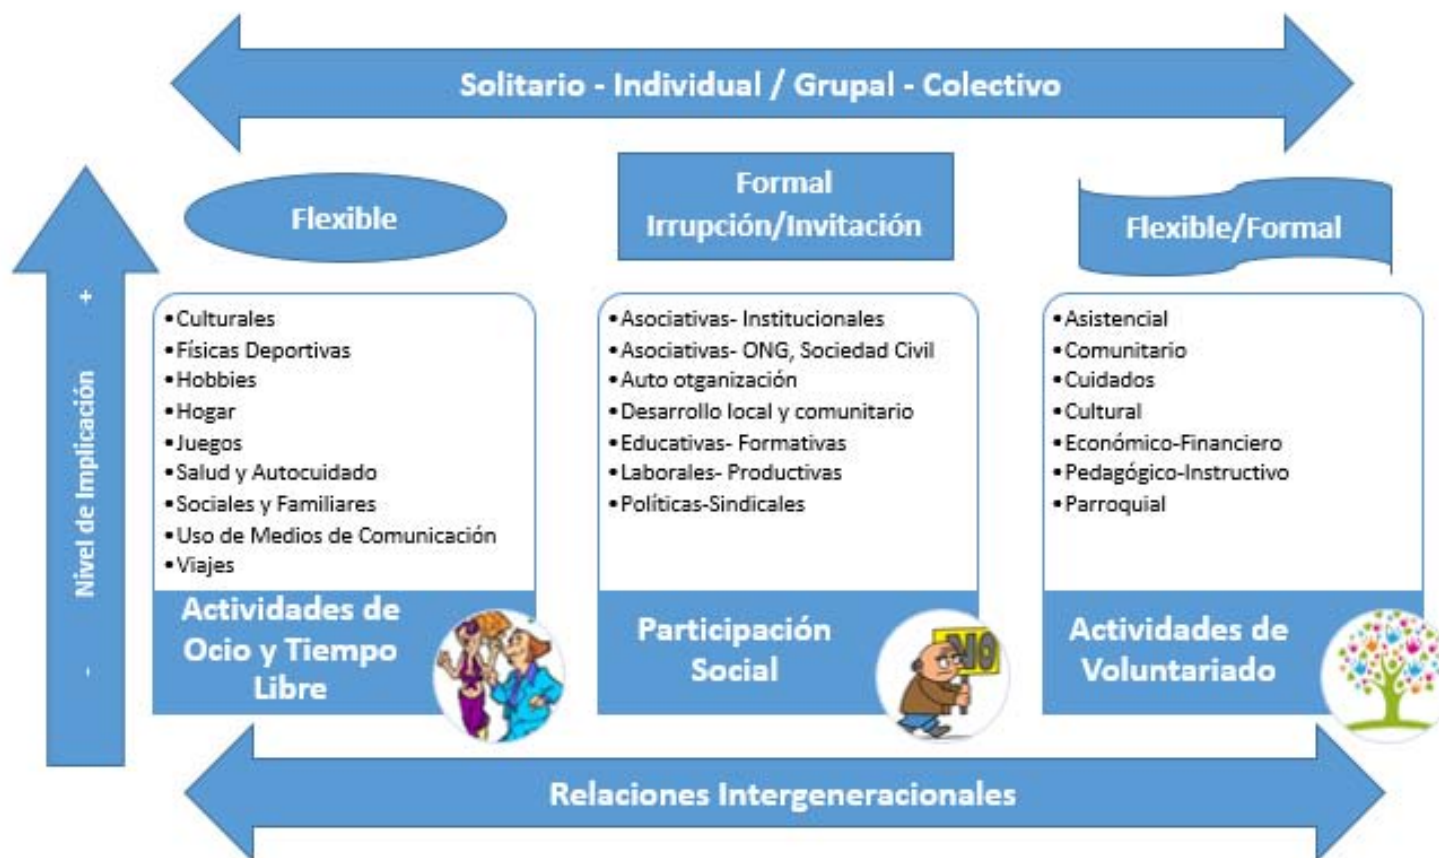 Solitario - Individual / Grupal - Colectivo
Nivel de Implicación
+
-
Flexible
•Culturales
•Físicas Deportivas
•Hobbies
•Hogar
•Juegos
•Salud y Autocuidado
•Sociales y Familiares
•Uso de Medios de Comunicación
•Viajes
Actividades de
Ocio y Tiempo
Libre
Formal
Irrupción/Invitación
•Asociativas- Institucionales
•Asociativas- ONG, Sociedad Civil
•Auto otganización
•Desarrollo local y comunitario
•Educativas- Formativas
•Laborales- Productivas
•Políticas-Sindicales
Participación
Social
NO
Flexible/Formal
•Asistencial
•Comunitario
•Cuidados
•Cultural
•Económico-Financiero
•Pedagógico-Instructivo
•Parroquial
Actividades de
Voluntariado
Relaciones Intergeneracionales